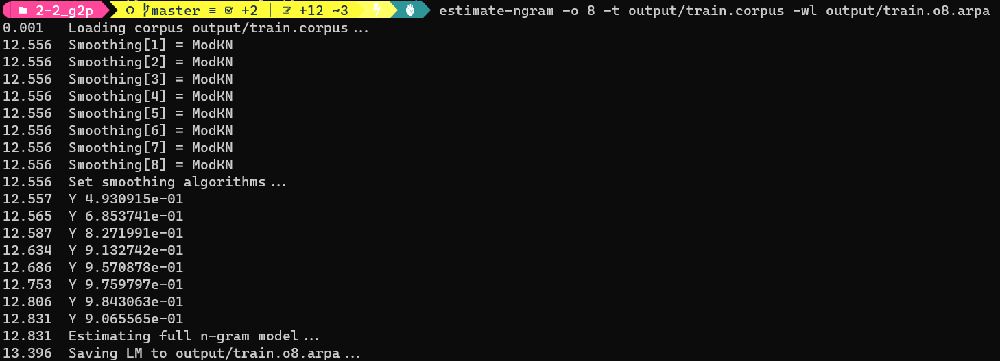 2-2_g2p master ≡ +2 | +12 ~3 estimate-ngram -o 8 -t output/train.corpus -wl output/train.o8.arpa
0.001 Loading corpus output/train.corpus...
12.556 Smoothing[1] = ModKN
12.556 Smoothing[2] = ModKN
12.556 Smoothing[3] = ModKN
12.556 Smoothing[4] = ModKN
12.556 Smoothing[5] = ModKN
12.556 Smoothing[6] = ModKN
12.556 Smoothing[7] = ModKN
12.556 Smoothing[8] = ModKN
12.556 Set smoothing algorithms...
12.557 Y 4.930915e-01
12.565 Y 6.853741e-01
12.587 Y 8.271991e-01
12.634 Y 9.132742e-01
12.686 Y 9.570878e-01
12.753 Y 9.759797e-01
12.806 Y 9.843063e-01
12.831 Y 9.065565e-01
12.831 Estimating full n-gram model...
13.396 Saving LM to output/train.o8.arpa...